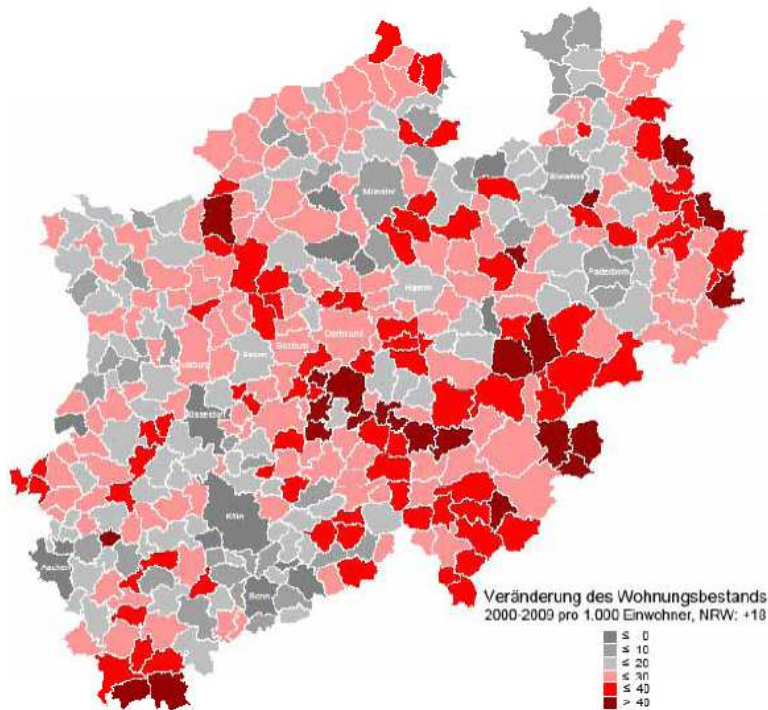 Münster
Bielefeld
Paderborn
Hamm
Dortmund
Bochum
Essen
Duisburg
Düsseldorf
Köln
Aachen
Bonn
Veränderung des Wohnungsbestands
2000-2009 pro 1.000 Einwohner, NRW: +18
≤ 0
≤ 10
≤ 20
≤ 30
≤ 40
> 40